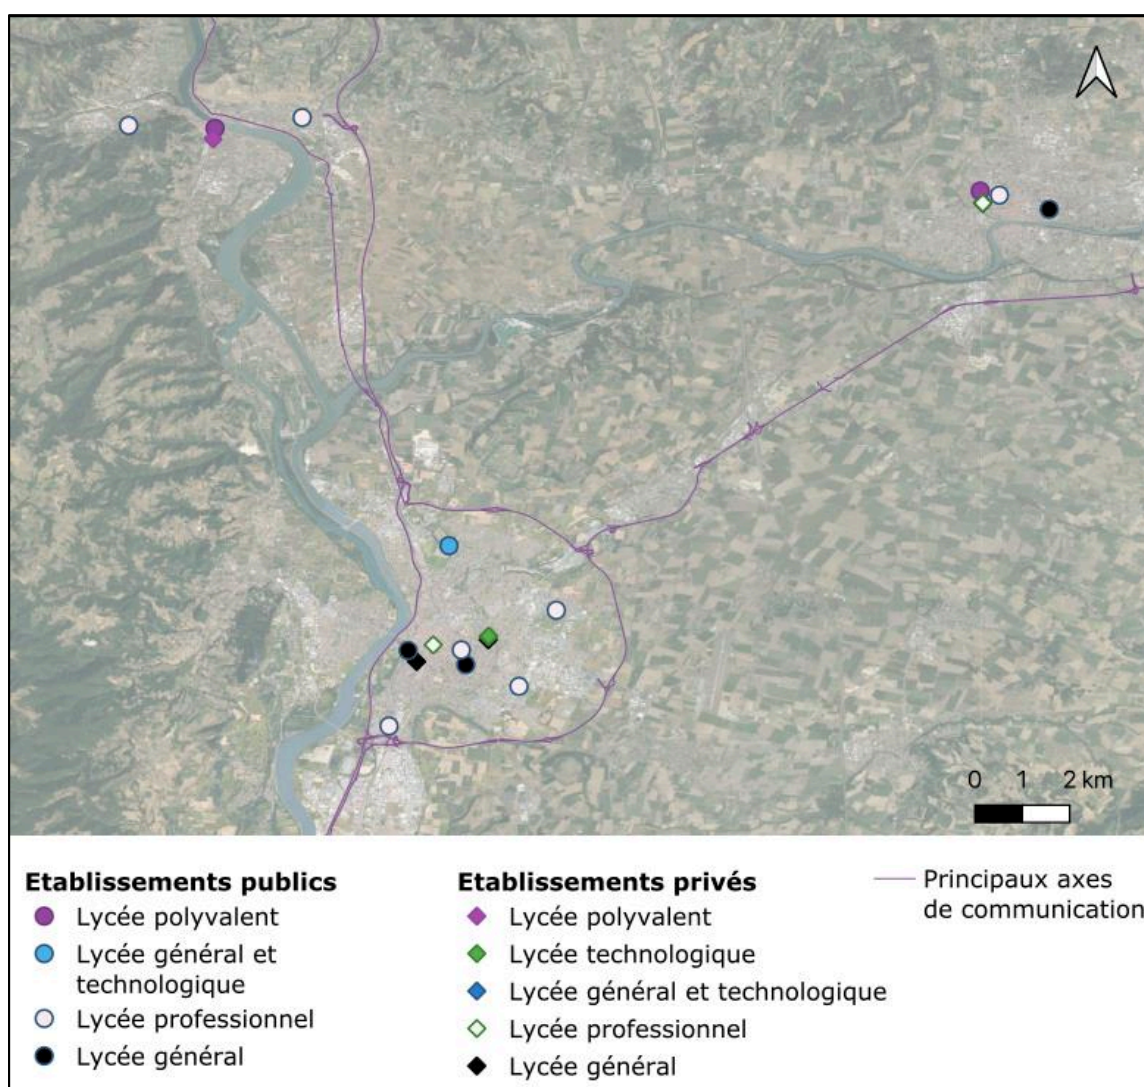 0 1 2 km
Etablissements publics
Lycée polyvalent
Lycée général et
technologique
Lycée professionnel
Lycée général
Etablissements privés
Lycée polyvalent
Lycée technologique
Lycée général et technologique
Lycée professionnel
Lycée général
Principaux axes
de communication